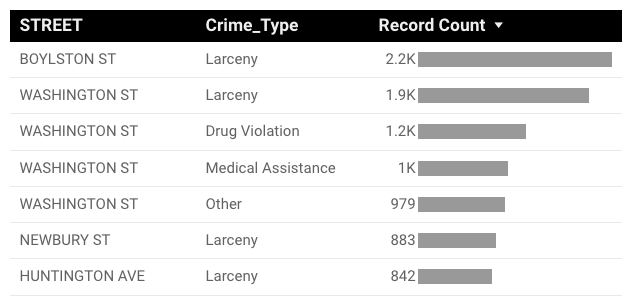 STREET Crime_Type Record Count
BOYLSTON ST Larceny 2.2K
WASHINGTON ST Larceny 1.9K
WASHINGTON ST Drug Violation 1.2K
WASHINGTON ST Medical Assistance 1K
WASHINGTON ST Other 979
NEWBURY ST Larceny 883
HUNTINGTON AVE Larceny 842